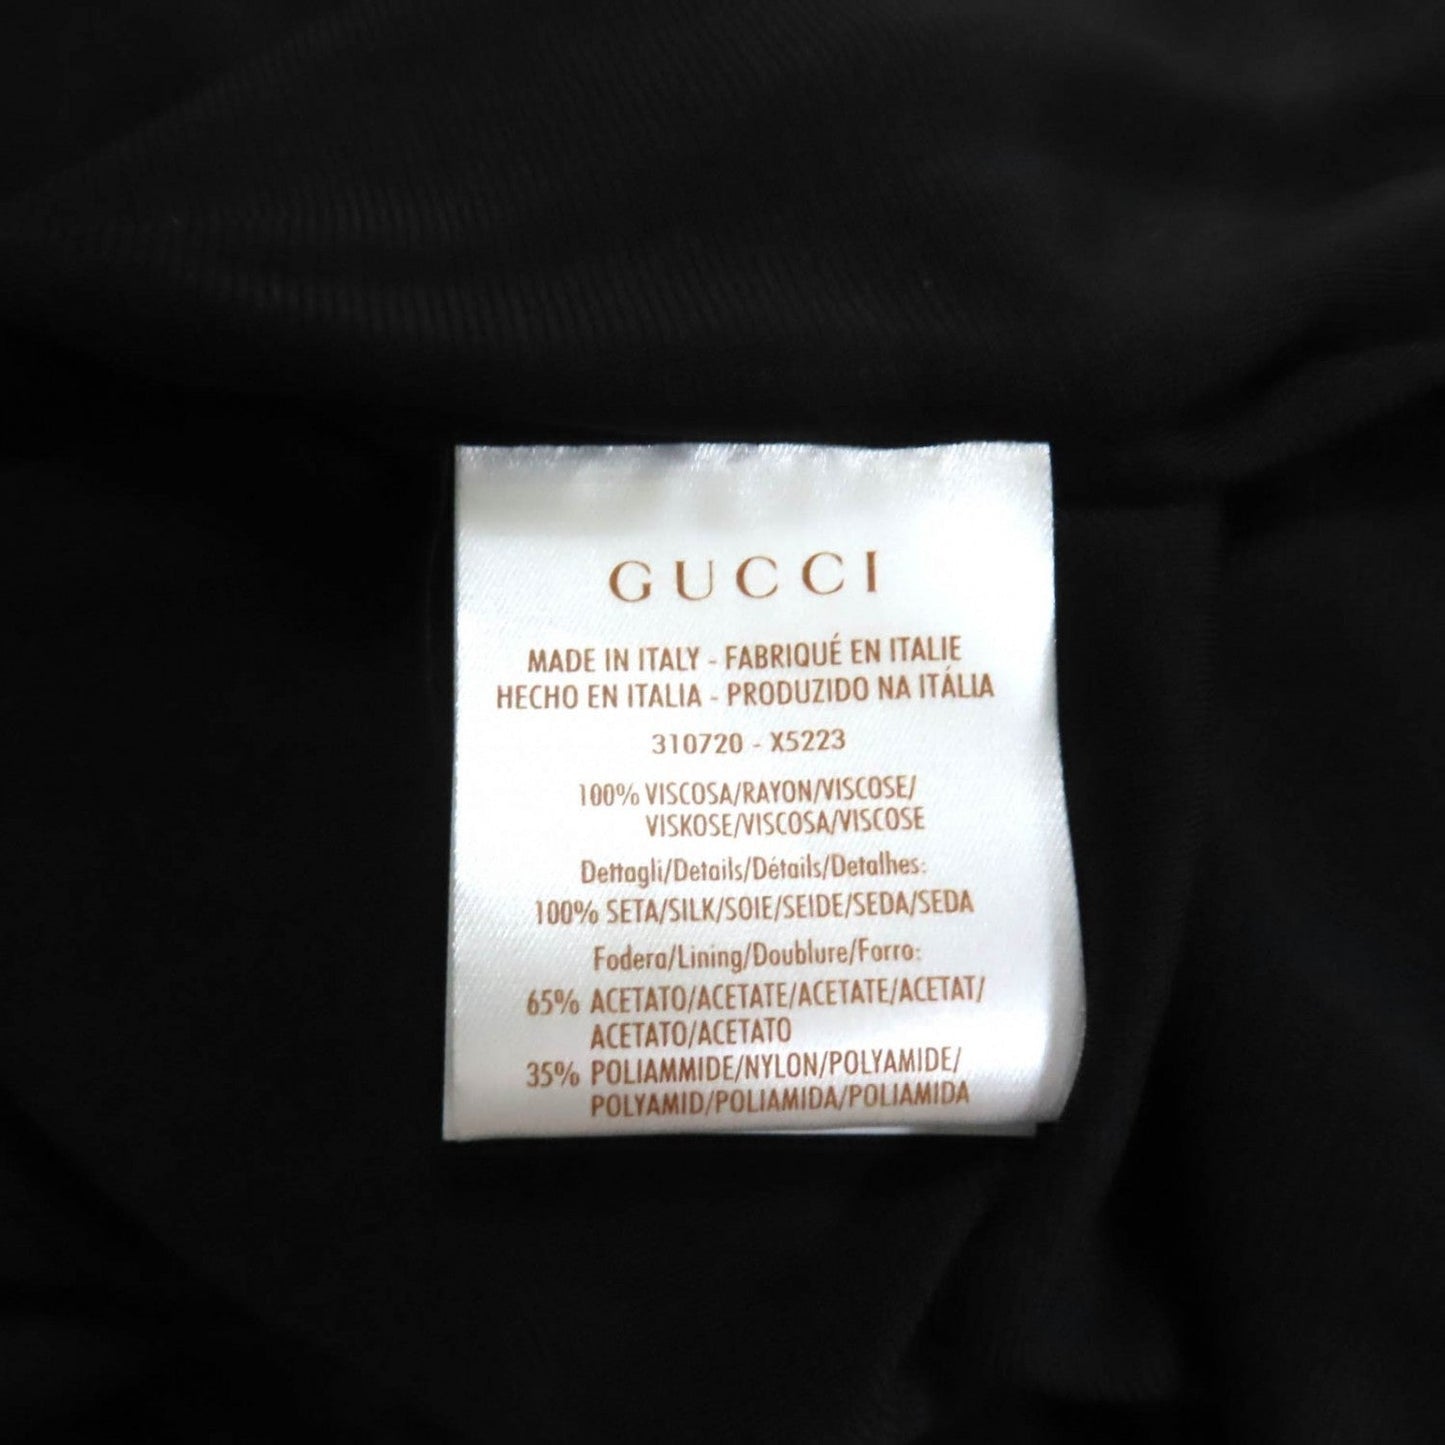 GUCCI
MADE IN ITALY - FABRIQUÉ EN ITALIE
HECHO EN ITALIA - PRODUZIDO NA ITÁLIA
310720 - X5223
100% VISCOSA/RAYON/VISCOSE/
VISKOSE/VISCOSA/VISCOSE
Dettagli/Details/Détails/Detalhes:
100% SETA/SILK/SOIE/SEIDE/SEDA/SEDA
Fodera/Lining/Doublure/Forro:
65% ACETATO/ACETATE/ACETATE/ACETAT/
ACETATO/ACETATO
35% POLIAMMIDE/NYLON/POLYAMIDE/
POLYAMID/POLIAMIDA/POLIAMIDA